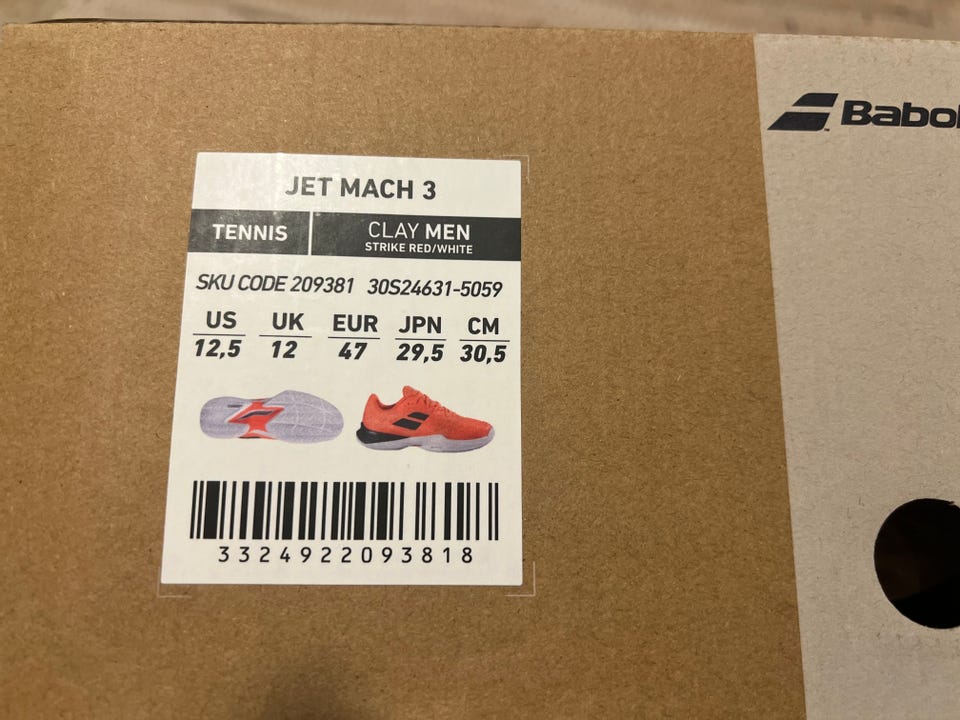 Babol
JET MACH 3
TENNIS
CLAY MEN
STRIKE RED/WHITE
SKU CODE 209381 30S24631-5059
US UK EUR JPN CM
12,5 12 47 29,5 30,5
3324922093818